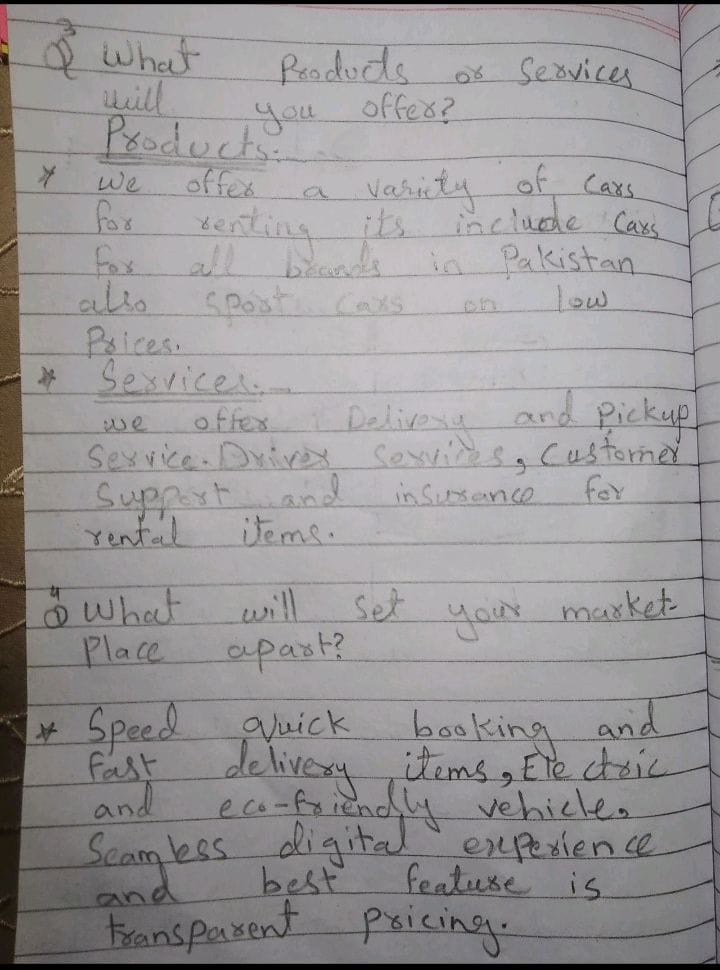 Q3 What Products or Services
will you offer?
Products:-
* We offer a variety of Cars
for renting its include Cars
for all brands in Pakistan
also sport cars on low
Prices.
* Services:-
we offer Delivery and Pickup
Service. Driver Services, Customer
Support and insurance for
rental items.
Q4 What will set your market-
Place apart?
* Speed Quick booking and
fast delivery items, Electric
and eco-friendly vehicle.
Seamless digital experience
and best feature is
transparent pricing.